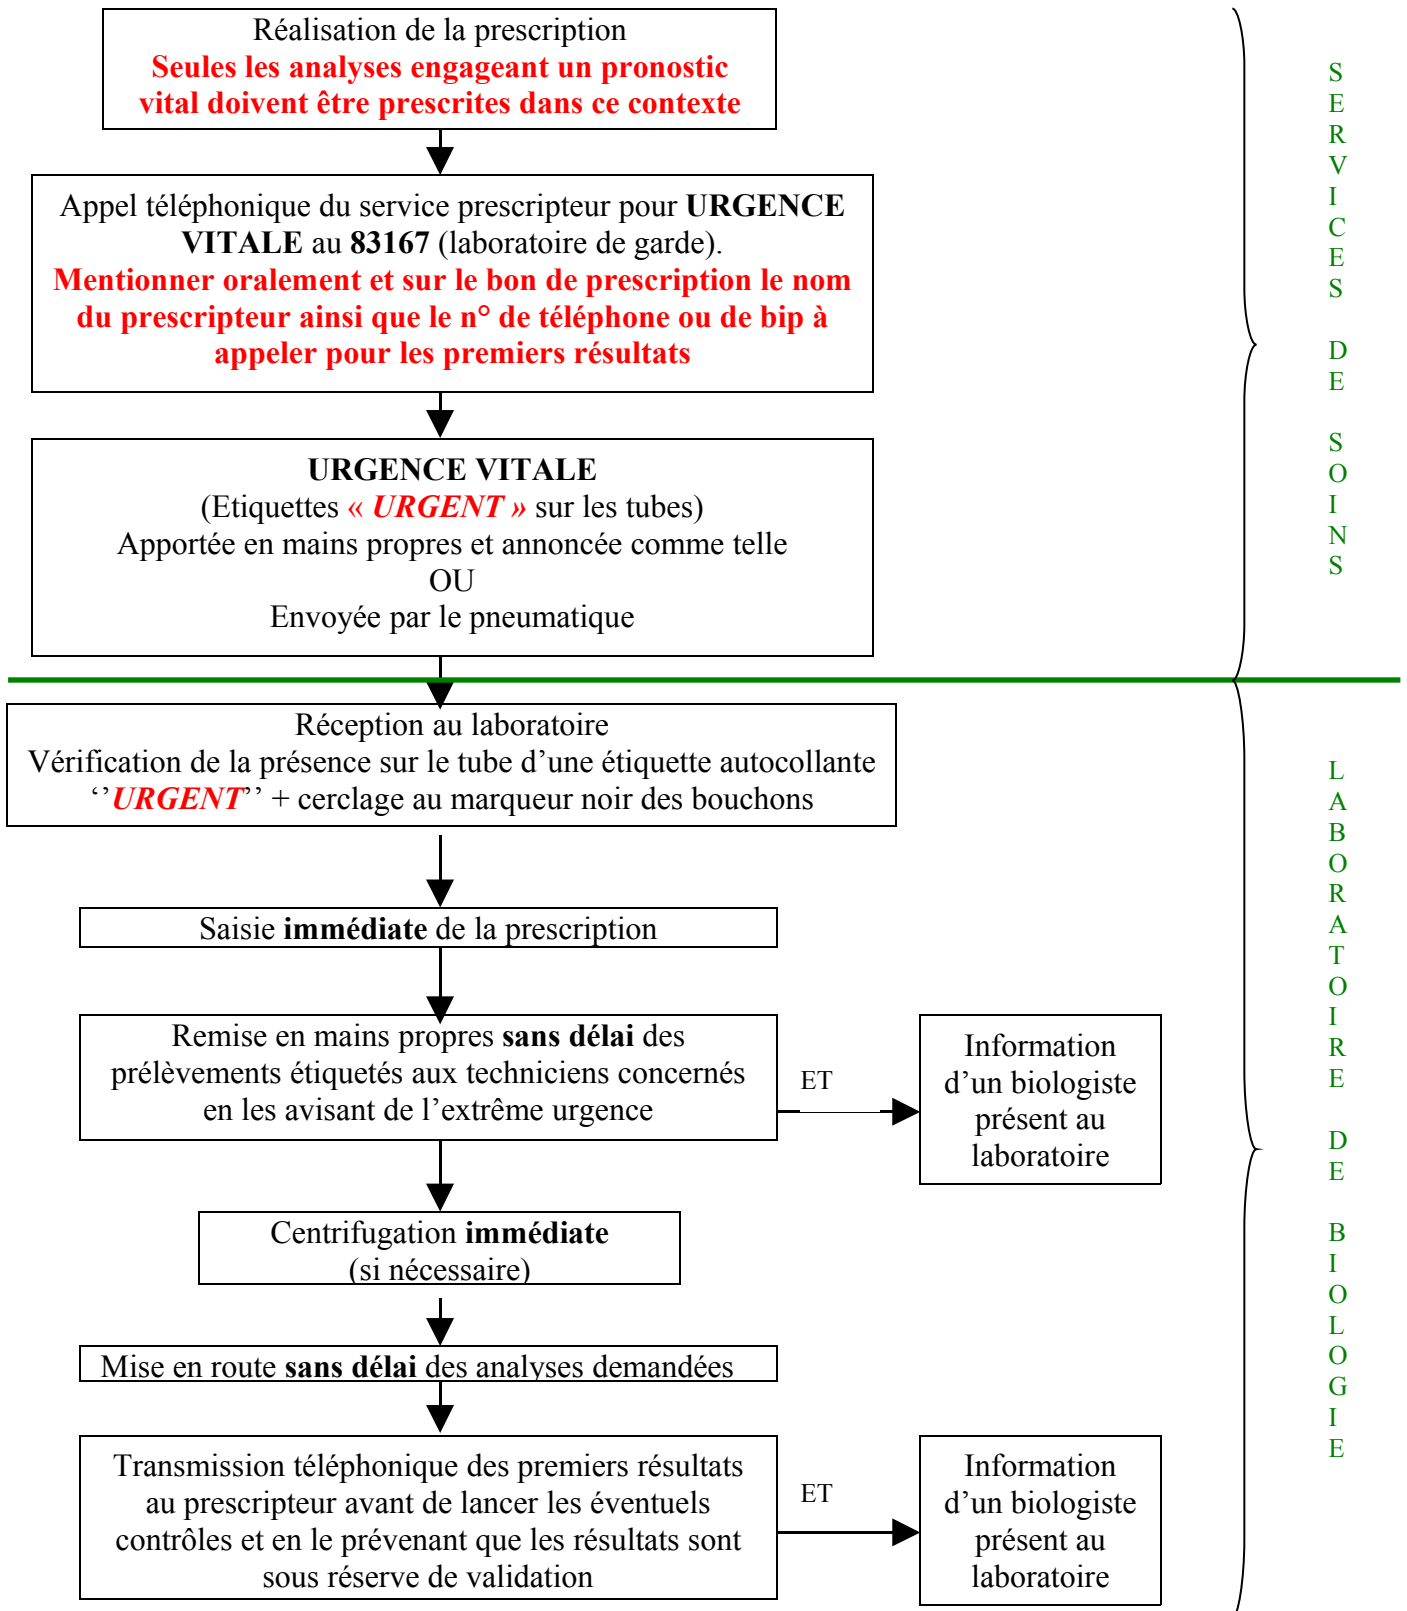 Réalisation de la prescription
Seules les analyses engageant un pronostic
vital doivent être prescrites dans ce contexte
Appel téléphonique du service prescripteur pour URGENCE
VITALE au 83167 (laboratoire de garde).
Mentionner oralement et sur le bon de prescription le nom
du prescripteur ainsi que le n° de téléphone ou de bip à
appeler pour les premiers résultats
URGENCE VITALE
(Etiquettes « URGENT » sur les tubes)
Apportée en mains propres et annoncée comme telle
OU
Envoyée par le pneumatique
SERVICES DE SOINS
Réception au laboratoire
Vérification de la présence sur le tube d’une étiquette autocollante
‘’URGENT’’ + cerclage au marqueur noir des bouchons
Saisie immédiate de la prescription
Remise en mains propres sans délai des
prélèvements étiquetés aux techniciens concernés
en les avisant de l’extrême urgence
ET
Information
d’un biologiste
présent au
laboratoire
Centrifugation immédiate
(si nécessaire)
Mise en route sans délai des analyses demandées
Transmission téléphonique des premiers résultats
au prescripteur avant de lancer les éventuels
contrôles et en le prévenant que les résultats sont
sous réserve de validation
ET
Information
d’un biologiste
présent au
laboratoire
LABORATOIRE DE BIOLOGIE